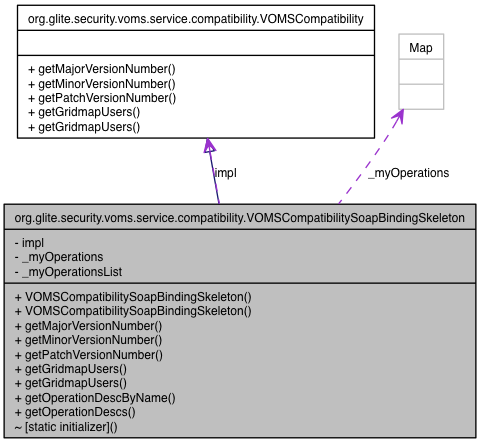 org.glite.security.voms.service.compatibility.VOMSCompatibility
+ getMajorVersionNumber()
+ getMinorVersionNumber()
+ getPatchVersionNumber()
+ getGridmapUsers()
+ getGridmapUsers()
Map
impl
_myOperations
org.glite.security.voms.service.compatibility.VOMSCompatibilitySoapBindingSkeleton
- impl
- _myOperations
- _myOperationsList
+ VOMSCompatibilitySoapBindingSkeleton()
+ VOMSCompatibilitySoapBindingSkeleton()
+ getMajorVersionNumber()
+ getMinorVersionNumber()
+ getPatchVersionNumber()
+ getGridmapUsers()
+ getGridmapUsers()
+ getOperationDescByName()
+ getOperationDescs()
~ [static initializer]()